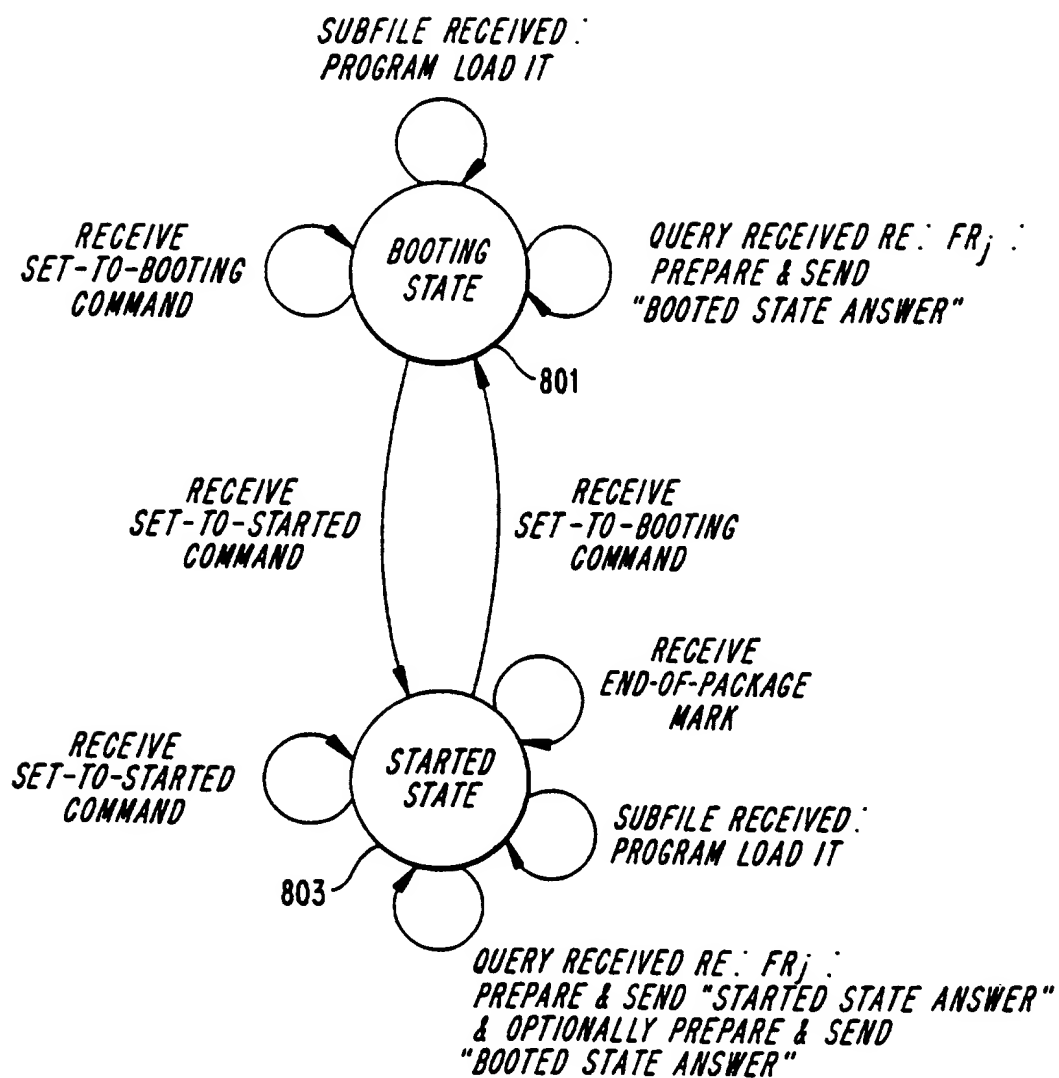 SUBFILE RECEIVED:
PROGRAM LOAD IT
RECEIVE
SET-TO-BOOTING
COMMAND
BOOTING
STATE
QUERY RECEIVED RE: FRj :
PREPARE & SEND
"BOOTED STATE ANSWER"
801
RECEIVE
SET-TO-STARTED
COMMAND
RECEIVE
SET-TO-BOOTING
COMMAND
RECEIVE
END-OF-PACKAGE
MARK
RECEIVE
SET-TO-STARTED
COMMAND
STARTED
STATE
SUBFILE RECEIVED:
PROGRAM LOAD IT
803
QUERY RECEIVED RE: FRj :
PREPARE & SEND "STARTED STATE ANSWER"
& OPTIONALLY PREPARE & SEND
"BOOTED STATE ANSWER"